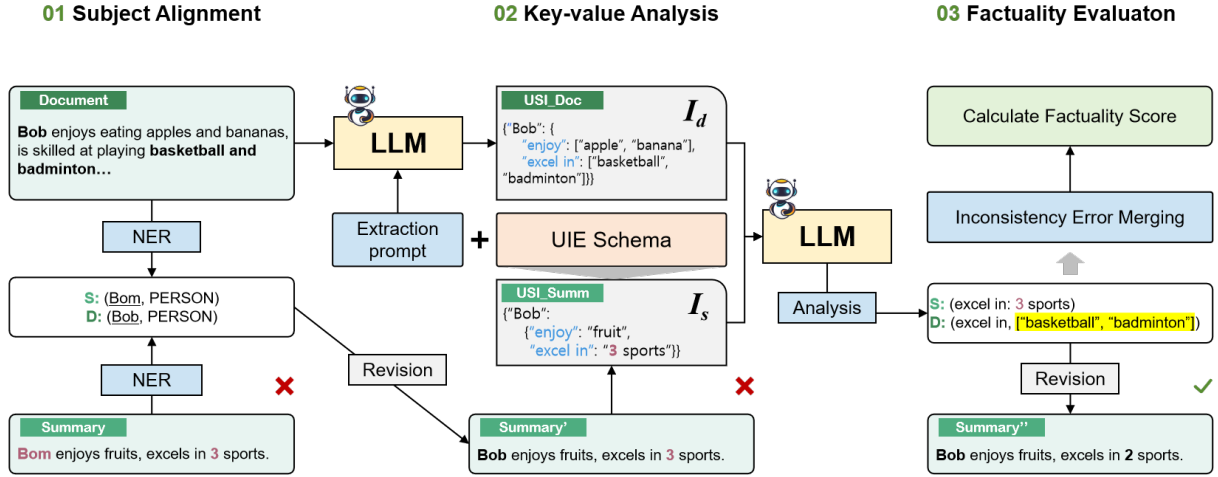 01 Subject Alignment
Document
Bob enjoys eating apples and bananas,
is skilled at playing basketball and
badminton…
NER
S: (Bom, PERSON)
D: (Bob, PERSON)
NER
Summary
Bom enjoys fruits, excels in 3 sports.
02 Key-value Analysis
LLM
Extraction
prompt
+
USI_Doc
I_d
{"Bob": {
"enjoy": ["apple", "banana"],
"excel in": ["basketball",
"badminton"]}}
UIE Schema
USI_Summ
I_s
{"Bob":
{"enjoy": "fruit",
"excel in": "3 sports"}}
Revision
Summary'
Bob enjoys fruits, excels in 3 sports.
LLM
Analysis
03 Factuality Evaluaton
Calculate Factuality Score
Inconsistency Error Merging
S: (excel in: 3 sports)
D: (excel in, ["basketball", "badminton"])
Revision
Summary''
Bob enjoys fruits, excels in 2 sports.